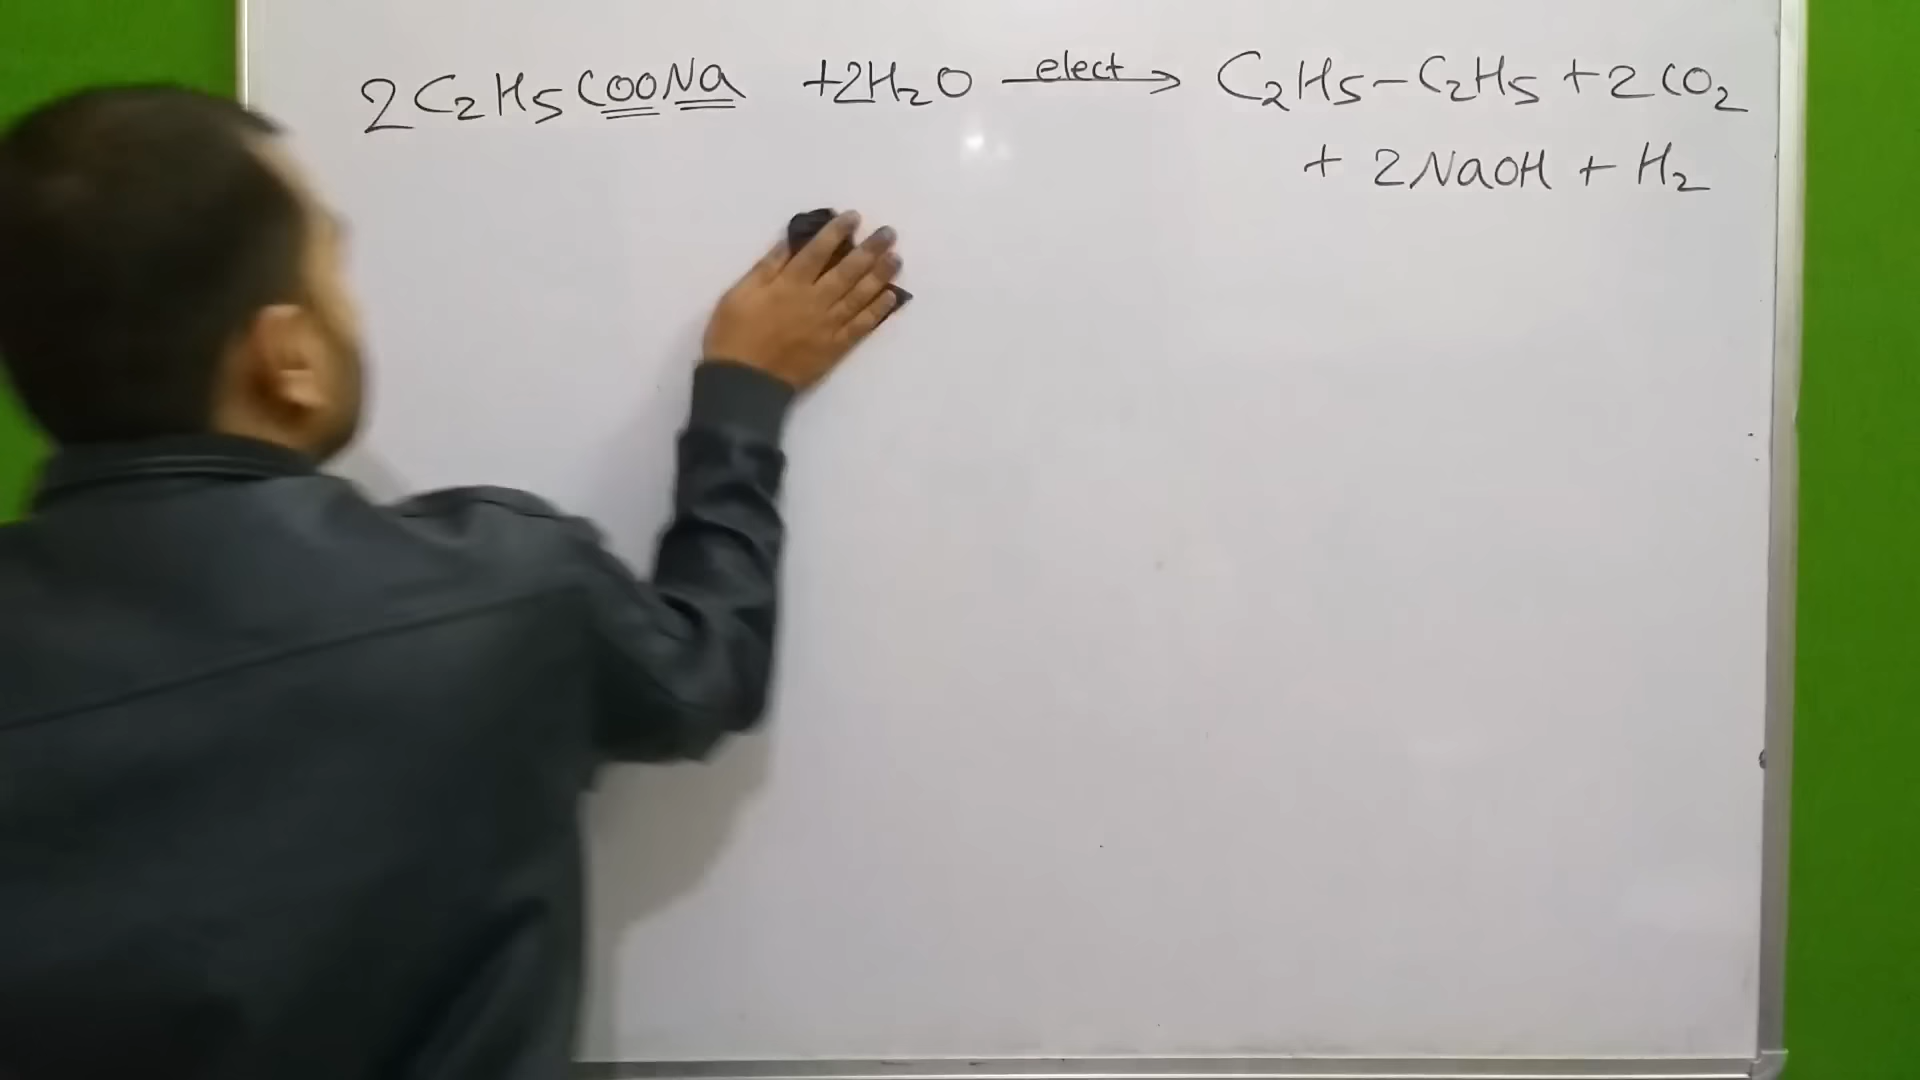 2C2H5COONa +2H2O elect→ C2H5-C2H5 + 2CO2
+ 2NaOH + H2